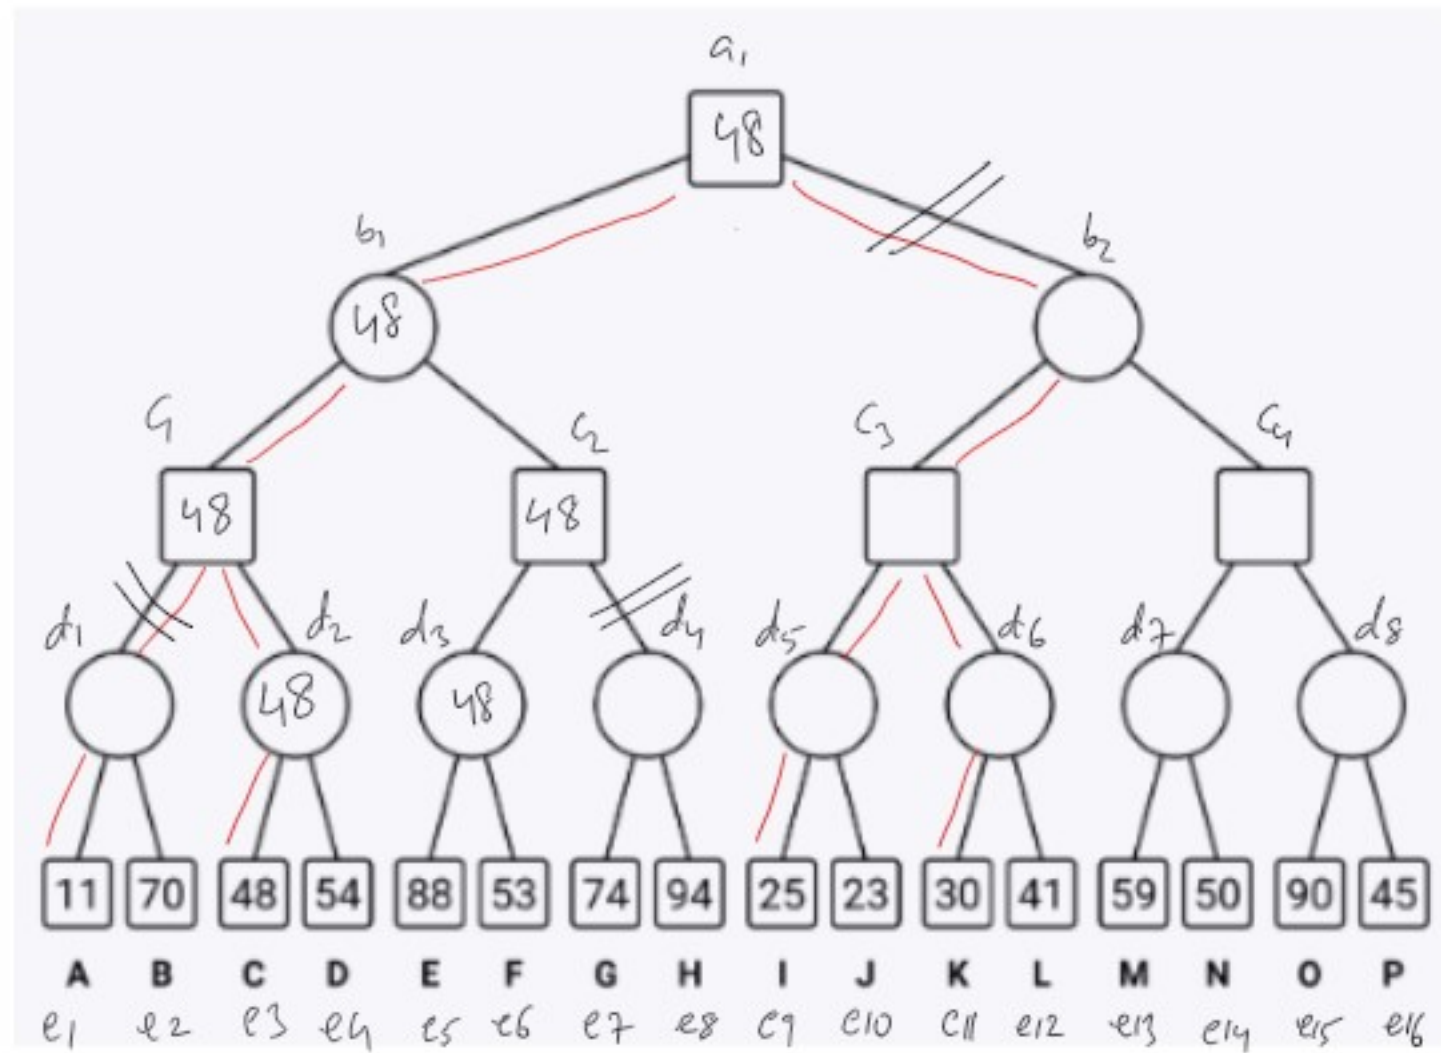 a1
48
b1 b2
48
c1 c2 c3 c4
48 48
d1 d2 d3 d4 d5 d6 d7 d8
48 48
11 70 48 54 88 53 74 94 25 23 30 41 59 50 90 45
A B C D E F G H I J K L M N O P
e1 e2 e3 e4 e5 e6 e7 e8 e9 e10 e11 e12 e13 e14 e15 e16